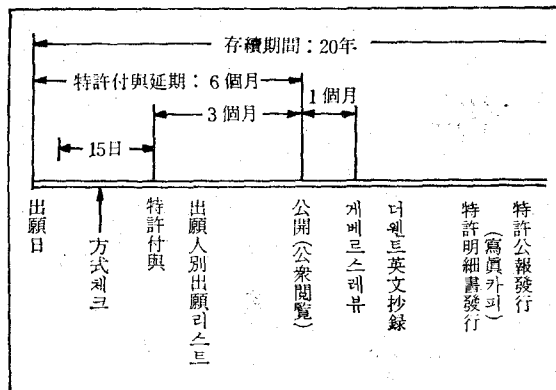 存續期間：20年
特許付與延期：6個月
3個月
1個月
15日
出願日
方式체크
特許付與
出願人別出願리스트
公開(公衆閲覧)
게베르스레뷰
더웬트英文抄録
特許明細書發行
(寫眞카피)
特許公報發行